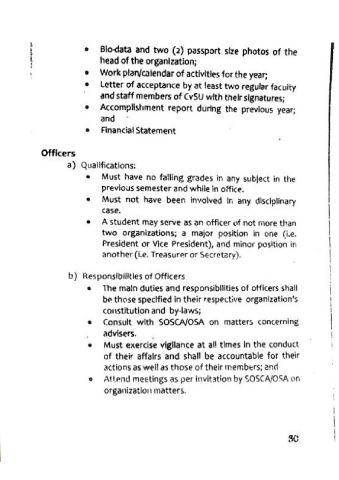 • Bio-data and two (2) passport size photos of the
head of the organization;
• Work plan/calendar of activities for the year;
• Letter of acceptance by at least two regular faculty
and staff members of CvSU with their signatures;
• Accomplishment report during the previous year;
and
• Financial Statement
Officers
a) Qualifications:
• Must have no failing grades in any subject in the
previous semester and while in office.
• Must not have been involved in any disciplinary
case.
• A student may serve as an officer of not more than
two organizations; a major position in one (i.e.
President or Vice President), and minor position in
another (i.e. Treasurer or Secretary).
b) Responsibilities of Officers
• The main duties and responsibilities of officers shall
be those specified in their respective organization's
constitution and by-laws;
• Consult with SOSCA/OSA on matters concerning
advisers.
• Must exercise vigilance at all times in the conduct
of their affairs and shall be accountable for their
actions as well as those of their members; and
• Attend meetings as per invitation by SOSCA/OSA on
organization matters.